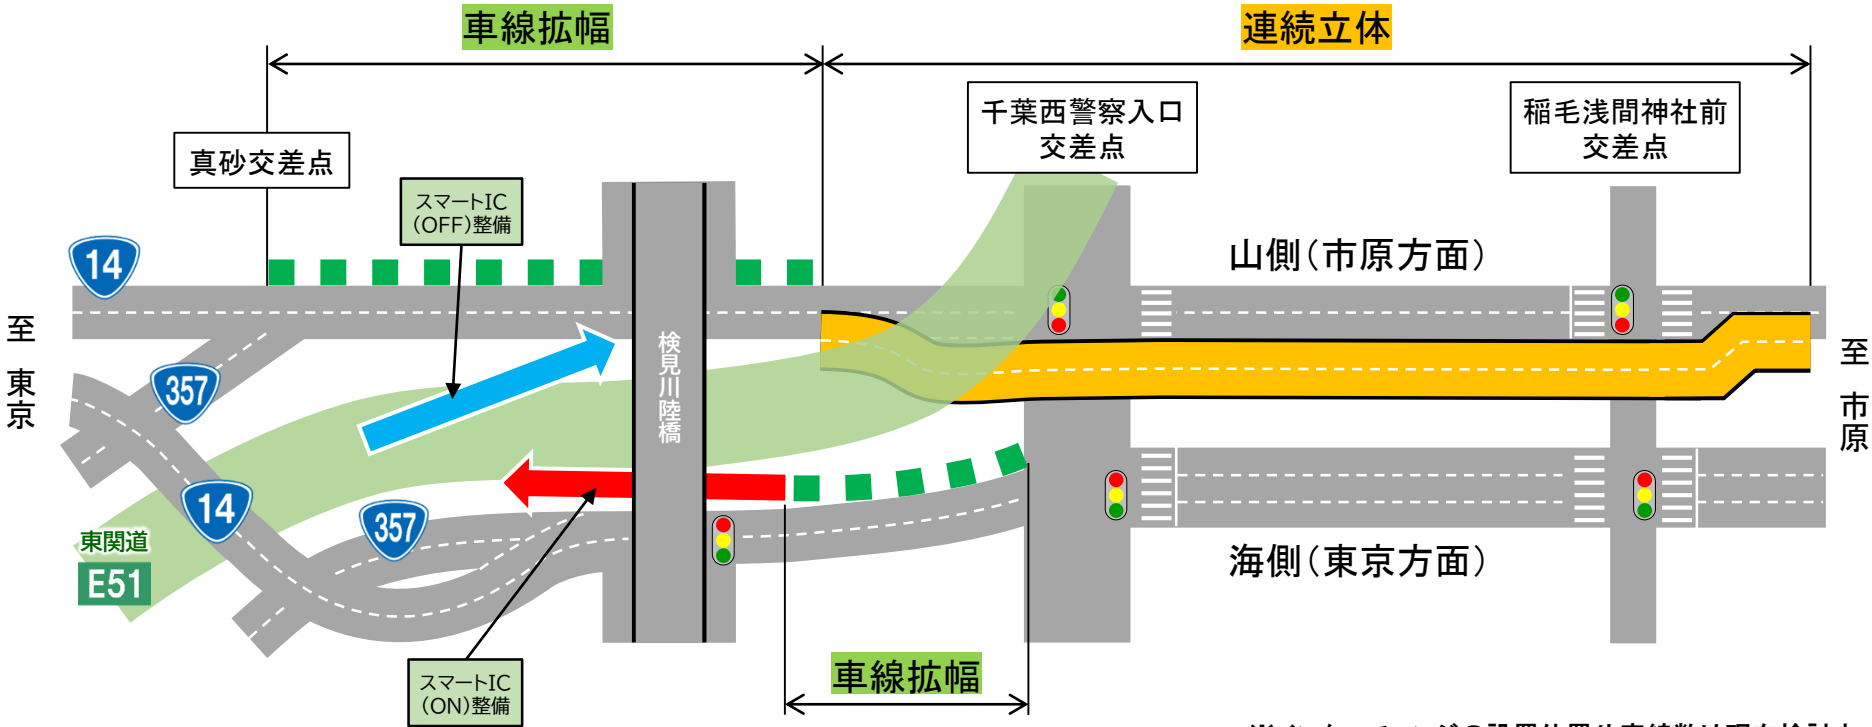 車線拡幅
連続立体
千葉西警察入口
交差点
稲毛浅間神社前
交差点
真砂交差点
スマートIC
(OFF)整備
山側(市原方面)
14
至 東京
検見川陸橋
至 市原
357
14
357
東関道
E51
海側(東京方面)
スマートIC
(ON)整備
車線拡幅